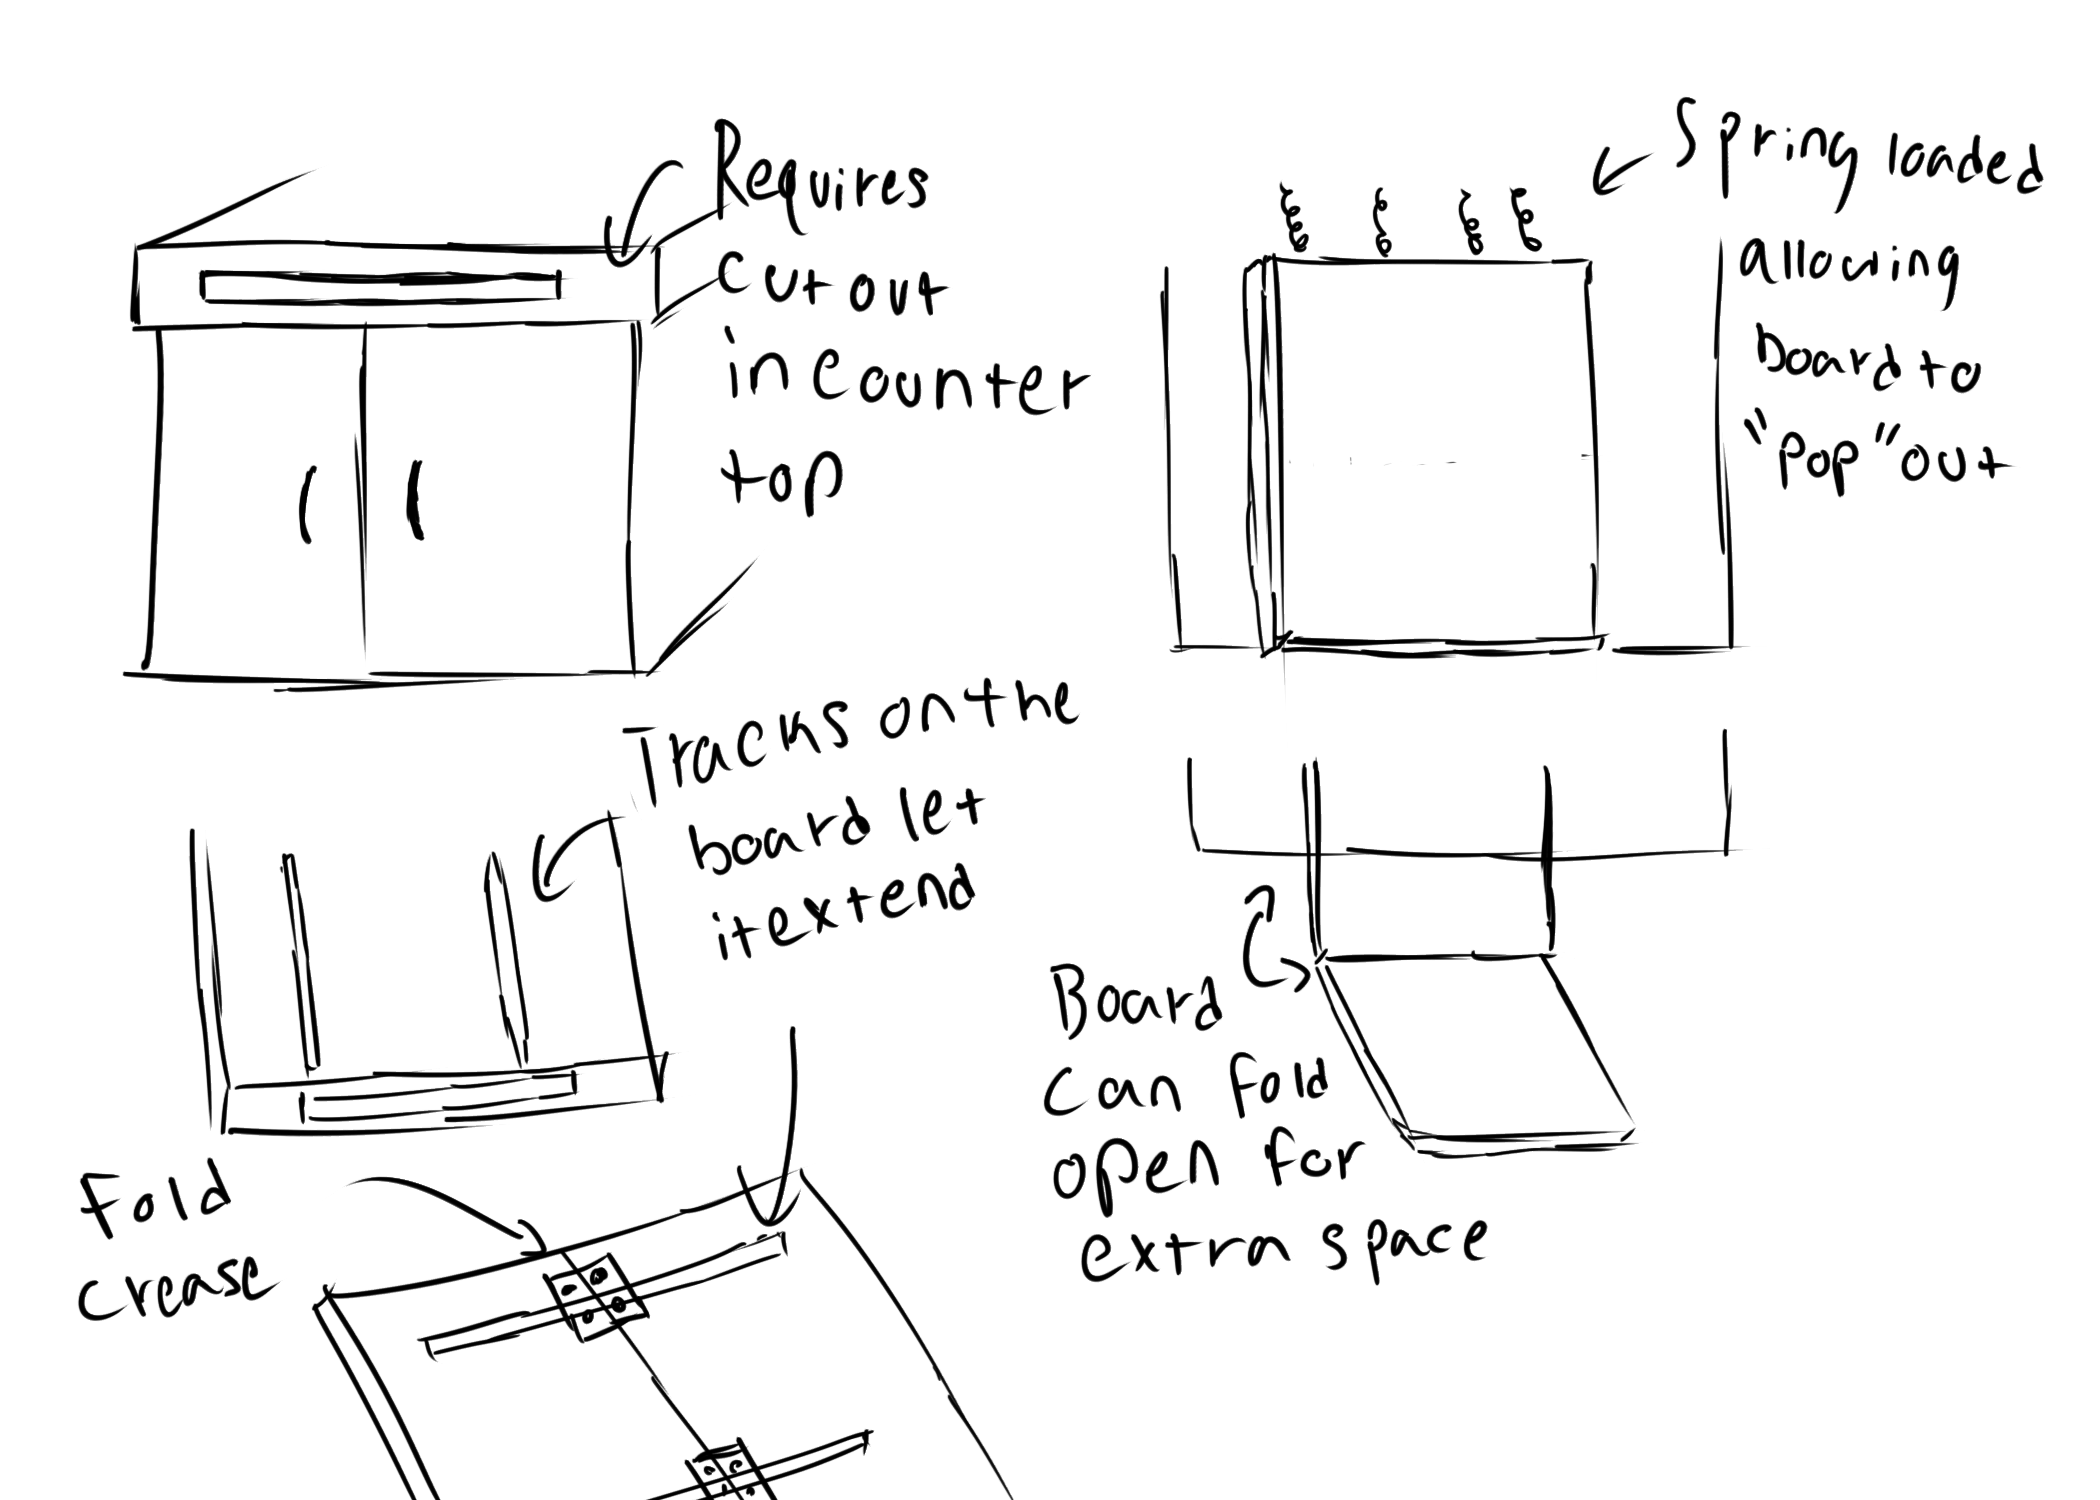 Requires
cut out
in counter
top
Spring loaded
allowing
board to
"Pop" out
Tracks on the
board let
it extend
Board
can fold
open for
extra space
Fold
crease